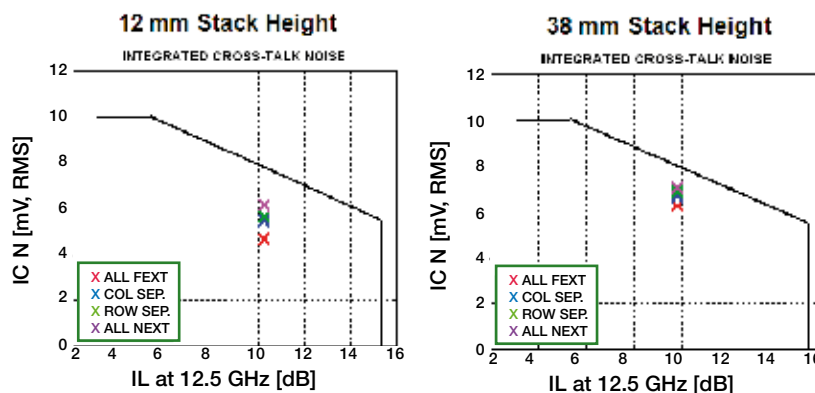 12 mm Stack Height
INTEGRATED CROSS-TALK NOISE
12
10
8
6
4
2
0
IC N [mV, RMS]
X ALL FEXT
X COL SEP.
X ROW SEP.
X ALL NEXT
2 4 6 8 10 12 14 16
IL at 12.5 GHz [dB]
38 mm Stack Height
INTEGRATED CROSS-TALK NOISE
12
10
8
6
4
2
0
IC N [mV, RMS]
X ALL FEXT
X COL SEP.
X ROW SEP.
X ALL NEXT
2 4 6 8 10 12 14 16
IL at 12.5 GHz [dB]